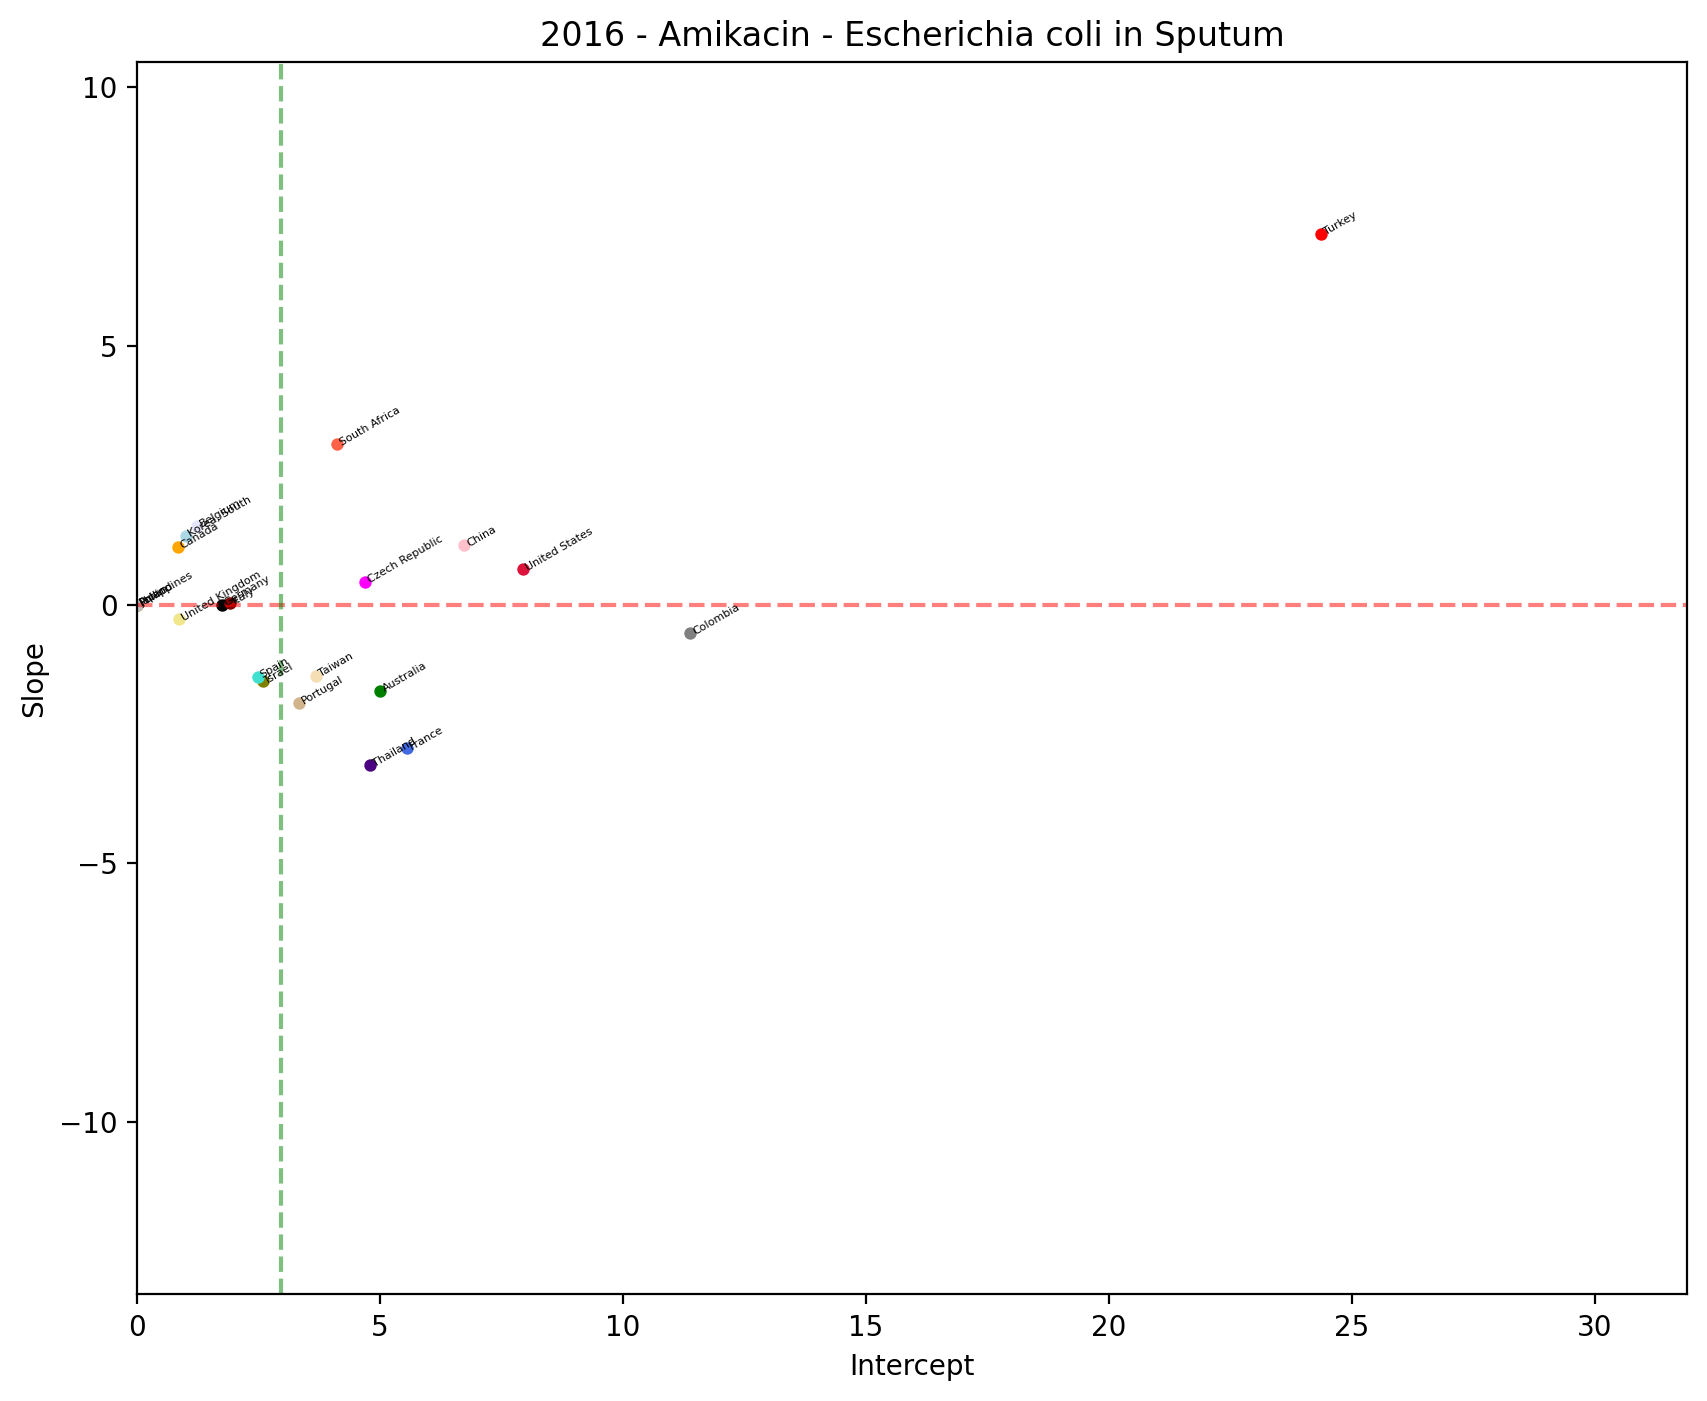 2016 - Amikacin - Escherichia coli in Sputum
10
5
0
−5
−10
Slope
Turkey
South Africa
Belgium
Korea, South
Canada
China
United States
Czech Republic
Philippines
United Kingdom
Germany
Italy
Colombia
Spain
Israel
Taiwan
Portugal
Australia
France
Thailand
0
5
10
15
20
25
30
Intercept